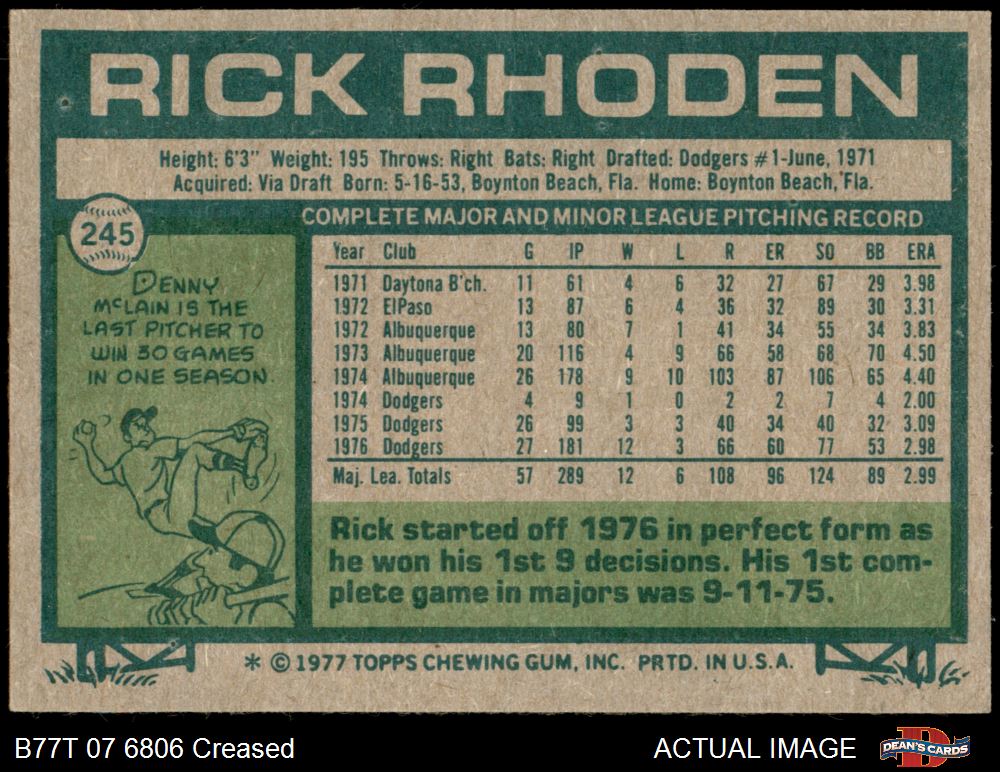 RICK RHODEN
Height: 6'3" Weight: 195 Throws: Right Bats: Right Drafted: Dodgers #1-June, 1971
Acquired: Via Draft Born: 5-16-53, Boynton Beach, Fla. Home: Boynton Beach, Fla.
245
COMPLETE MAJOR AND MINOR LEAGUE PITCHING RECORD
DENNY
McLAIN IS THE
LAST PITCHER TO
WIN 30 GAMES
IN ONE SEASON.
Year Club G IP W L R ER SO BB ERA
1971 Daytona B'ch. 11 61 4 6 32 27 67 29 3.98
1972 ElPaso 13 87 6 4 36 32 89 30 3.31
1972 Albuquerque 13 80 7 1 41 34 55 34 3.83
1973 Albuquerque 20 116 4 9 66 58 68 70 4.50
1974 Albuquerque 26 178 9 10 103 87 106 65 4.40
1974 Dodgers 4 9 1 0 2 2 7 4 2.00
1975 Dodgers 26 99 3 3 40 34 40 32 3.09
1976 Dodgers 27 181 12 3 66 60 77 53 2.98
Maj. Lea. Totals 57 289 12 6 108 96 124 89 2.99
Rick started off 1976 in perfect form as
he won his 1st 9 decisions. His 1st com-
plete game in majors was 9-11-75.
* © 1977 TOPPS CHEWING GUM, INC. PRTD. IN U.S.A.
B77T 07 6806 Creased
ACTUAL IMAGE
DEAN'S CARDS